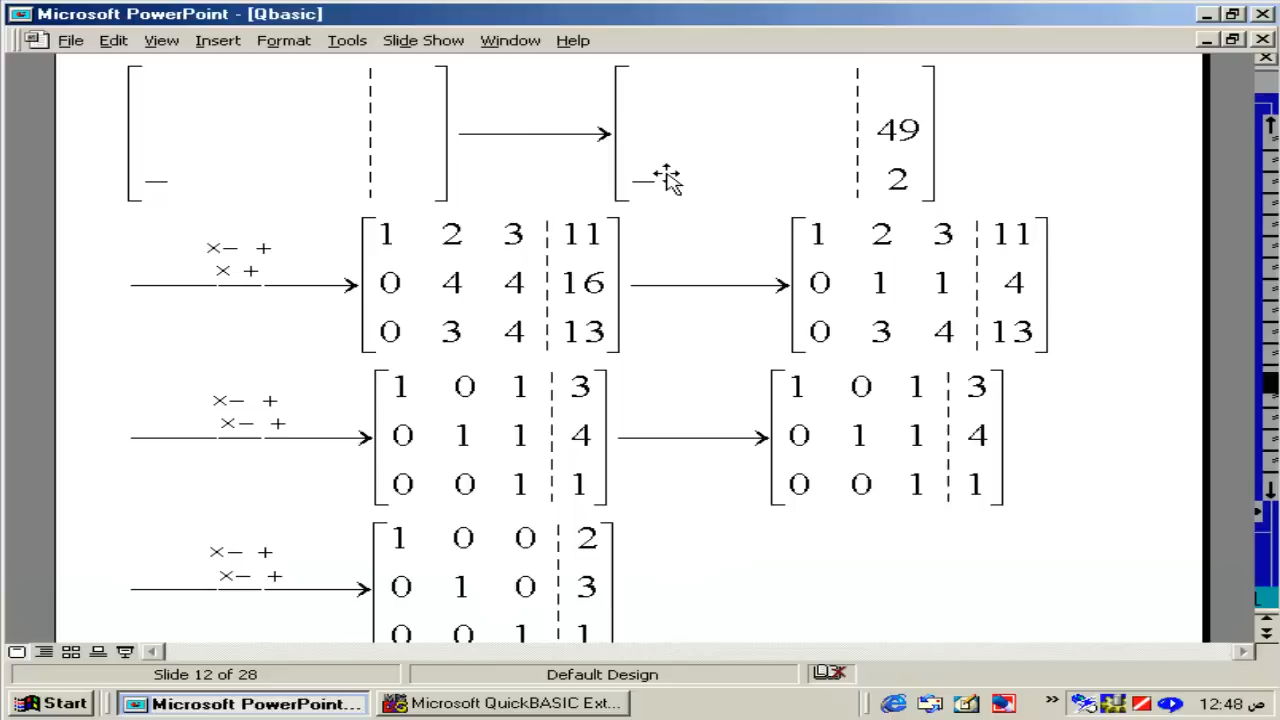 Microsoft PowerPoint - [Qbasic]
File Edit View Insert Format Tools Slide Show Window Help
49
− − 2
×− +
× +
1 2 3 11 1 2 3 11
0 4 4 16 0 1 1 4
0 3 4 13 0 3 4 13
×− +
×− +
1 0 1 3 1 0 1 3
0 1 1 4 0 1 1 4
0 0 1 1 0 0 1 1
×− +
×− +
1 0 0 2
0 1 0 3
0 0 1 1
Slide 12 of 28 Default Design
Start Microsoft PowerPoint... Microsoft QuickBASIC Ext... » 12:48 ص